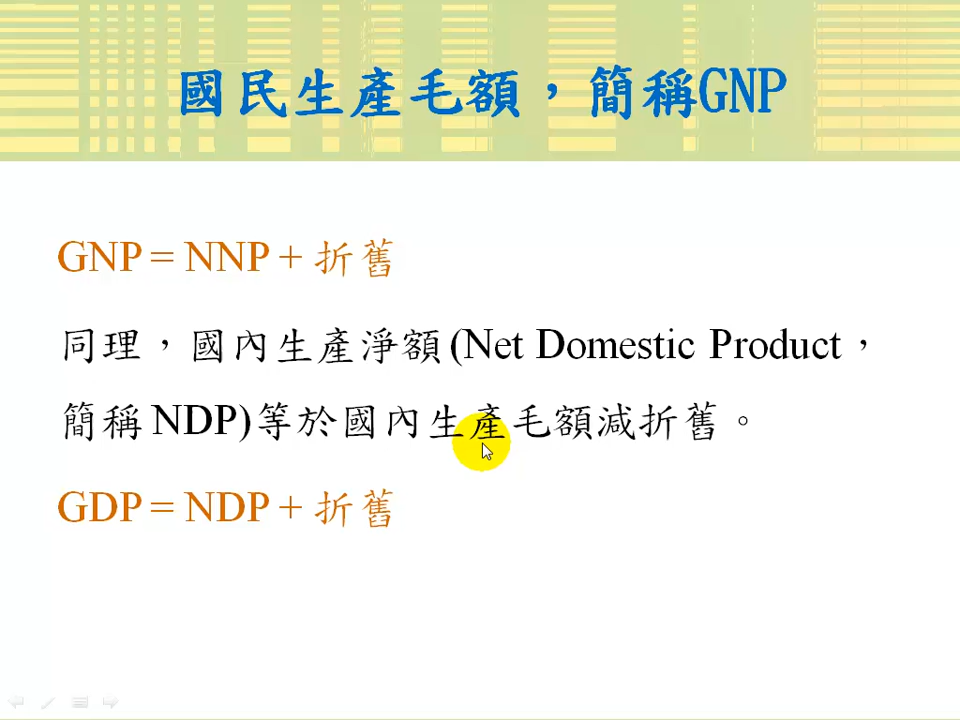 國民生產毛額，簡稱GNP
GNP = NNP + 折舊
同理，國內生產淨額(Net Domestic Product，
簡稱 NDP)等於國內生產毛額減折舊。
GDP = NDP + 折舊